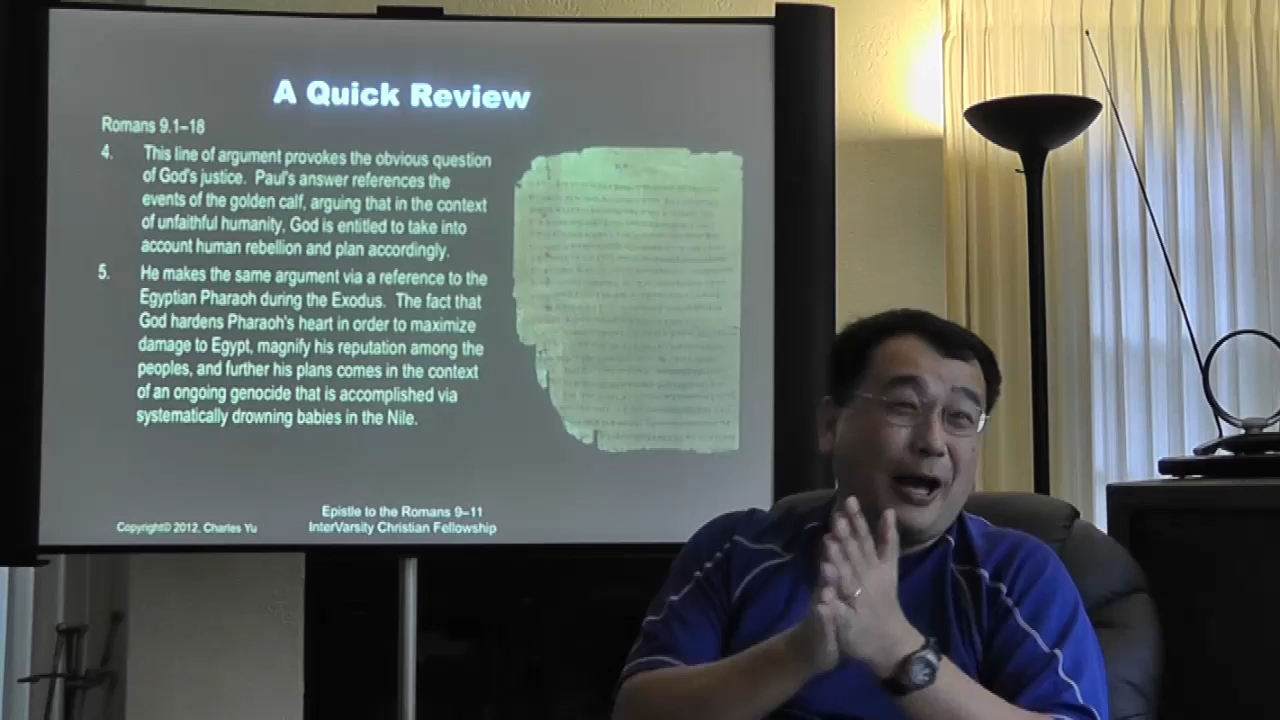 A Quick Review
Romans 9.1–18
4. This line of argument provokes the obvious question
of God's justice. Paul's answer references the
events of the golden calf, arguing that in the context
of unfaithful humanity, God is entitled to take into
account human rebellion and plan accordingly.
5. He makes the same argument via a reference to the
Egyptian Pharaoh during the Exodus. The fact that
God hardens Pharaoh's heart in order to maximize
damage to Egypt, magnify his reputation among the
peoples, and further his plans comes in the context
of an ongoing genocide that is accomplished via
systematically drowning babies in the Nile.
Copyright© 2012, Charles Yu
Epistle to the Romans 9–11
InterVarsity Christian Fellowship